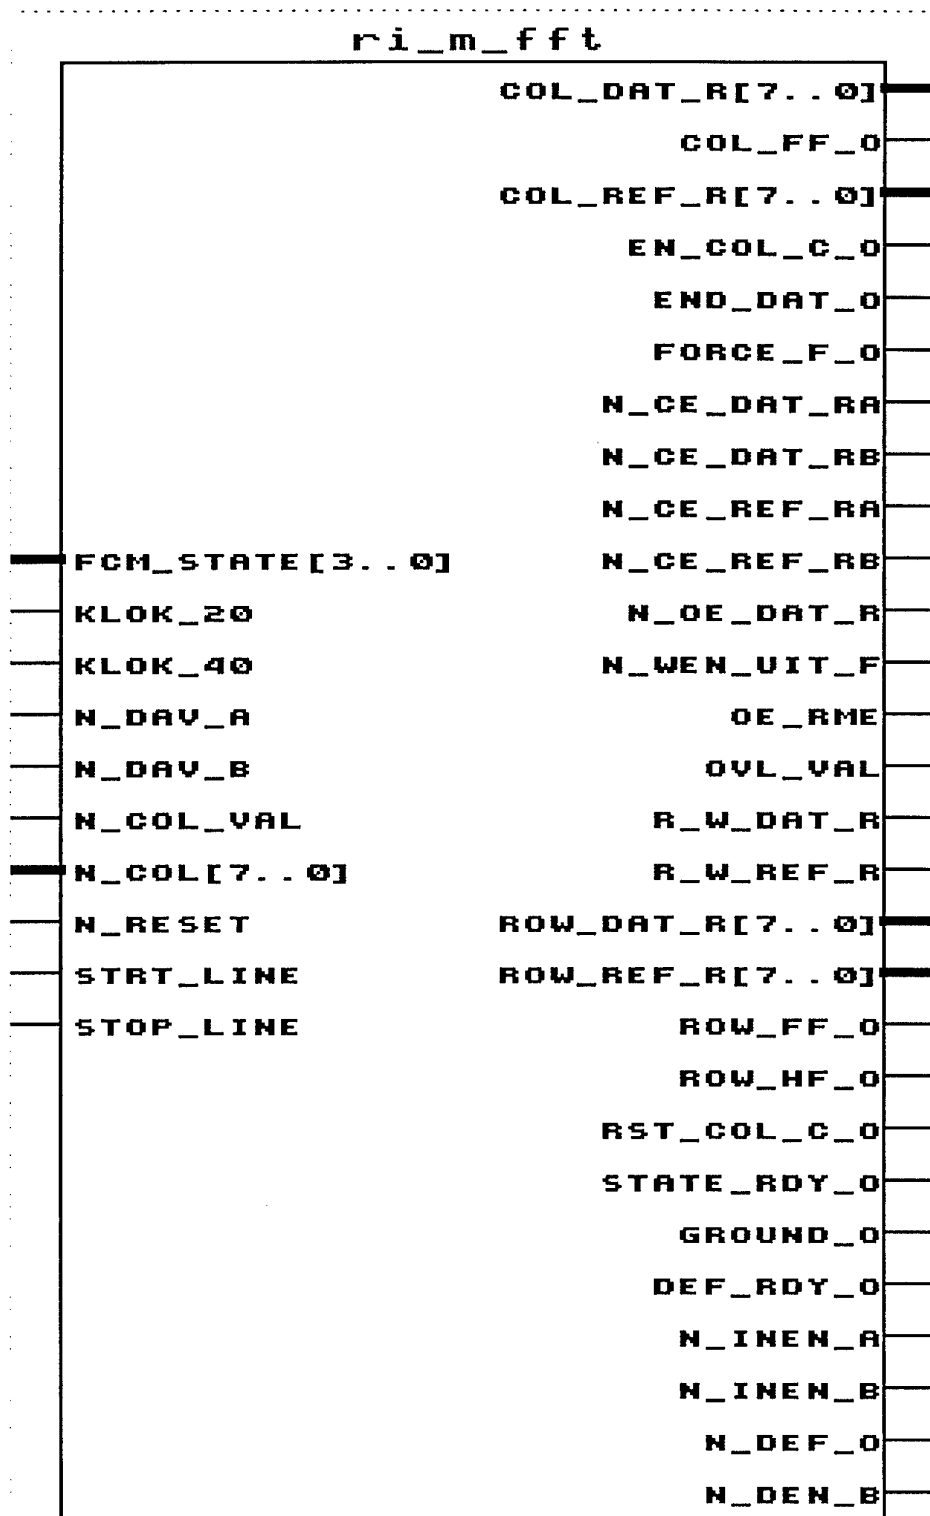 ri_m_fft
COL_DAT_R[7..0]
COL_FF_O
COL_REF_R[7..0]
EN_COL_C_O
END_DAT_O
FORCE_F_O
N_CE_DAT_RA
N_CE_DAT_RB
N_CE_REF_RA
FCM_STATE[3..0] N_CE_REF_RB
KLOK_20 N_OE_DAT_R
KLOK_40 N_WEN_UIT_F
N_DAV_A OE_RME
N_DAV_B OVL_VAL
N_COL_VAL R_W_DAT_R
N_COL[7..0] R_W_REF_R
N_RESET ROW_DAT_R[7..0]
STRT_LINE ROW_REF_R[7..0]
STOP_LINE ROW_FF_O
ROW_HF_O
RST_COL_C_O
STATE_RDY_O
GROUND_O
DEF_RDY_O
N_INEN_A
N_INEN_B
N_DEF_O
N_DEN_B